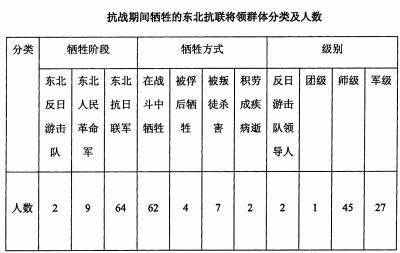 抗战期间牺牲的东北抗联将领群体分类及人数
分类 牺牲阶段 牺牲方式 级别
东北反日游击队 东北人民革命军 东北抗日联军 在战斗中牺牲 被俘后牺牲 被叛徒杀害 积劳成疾病逝 反日游击队领导人 团级 师级 军级
人数 2 9 64 62 4 7 2 2 1 45 27